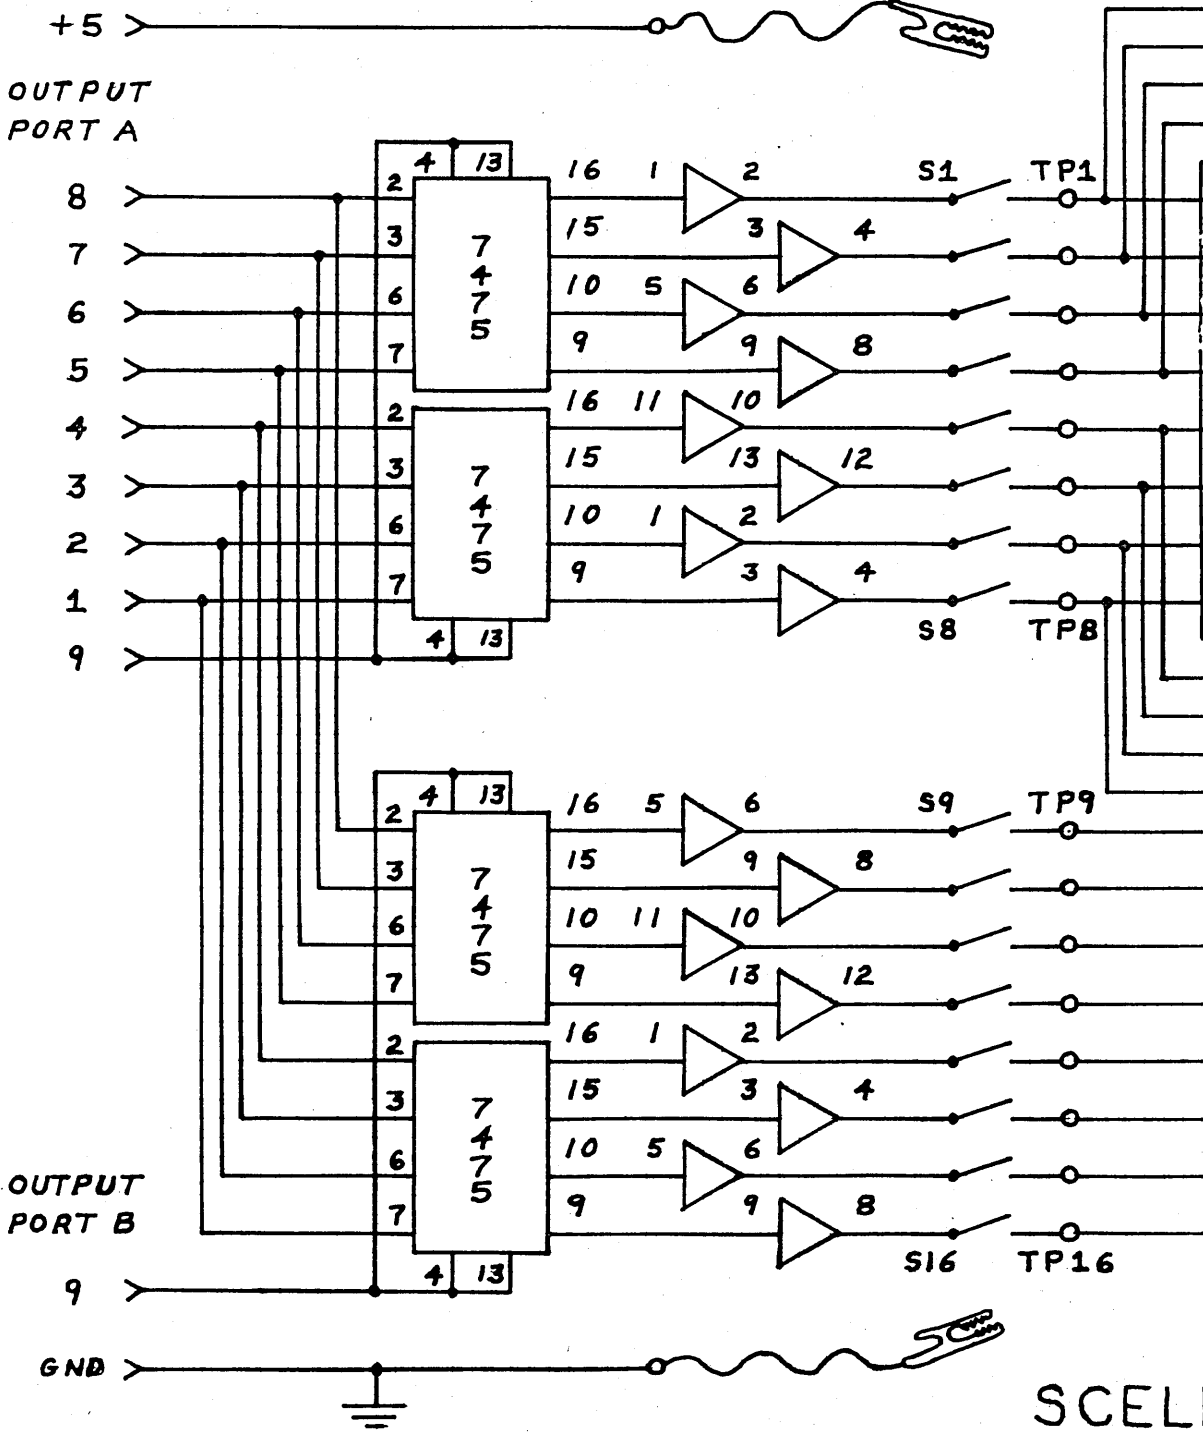 +5
OUTPUT
PORT A
4 13
8 2 16 1 2 S1 TP1
7 3 15 3 4
6 6 10 5 6
5 7 9 9 8
7475
4 2 16 11 10
3 3 15 13 12
2 6 10 1 2
1 7 9 3 4
7475
9 4 13 S8 TP8
4 13
2 16 5 6 S9 TP9
3 15 9 8
6 10 11 10
7 9 13 12
7475
2 16 1 2
3 15 3 4
6 10 5 6
7 9 9 8
7475
OUTPUT
PORT B
9 4 13 S16 TP16
GND
SCEL